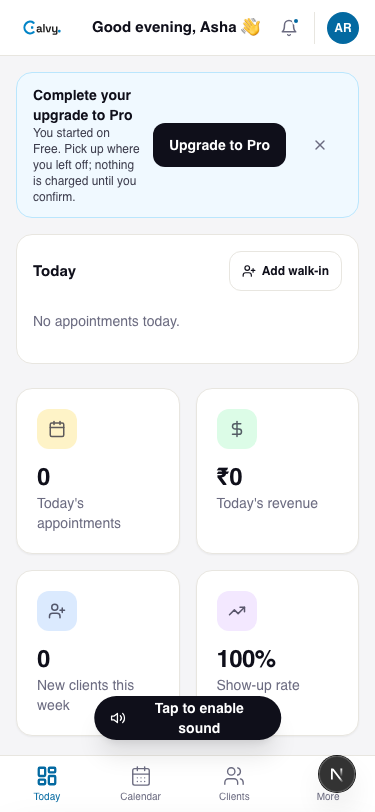 Calvy.
Good evening, Asha 👋
AR
Complete your
upgrade to Pro
You started on
Free. Pick up where
you left off; nothing
is charged until you
confirm.
Upgrade to Pro
Today
Add walk-in
No appointments today.
0
Today's
appointments
₹0
Today's revenue
0
New clients this
week
100%
Show-up rate
Tap to enable
sound
Today
Calendar
Clients
More
N